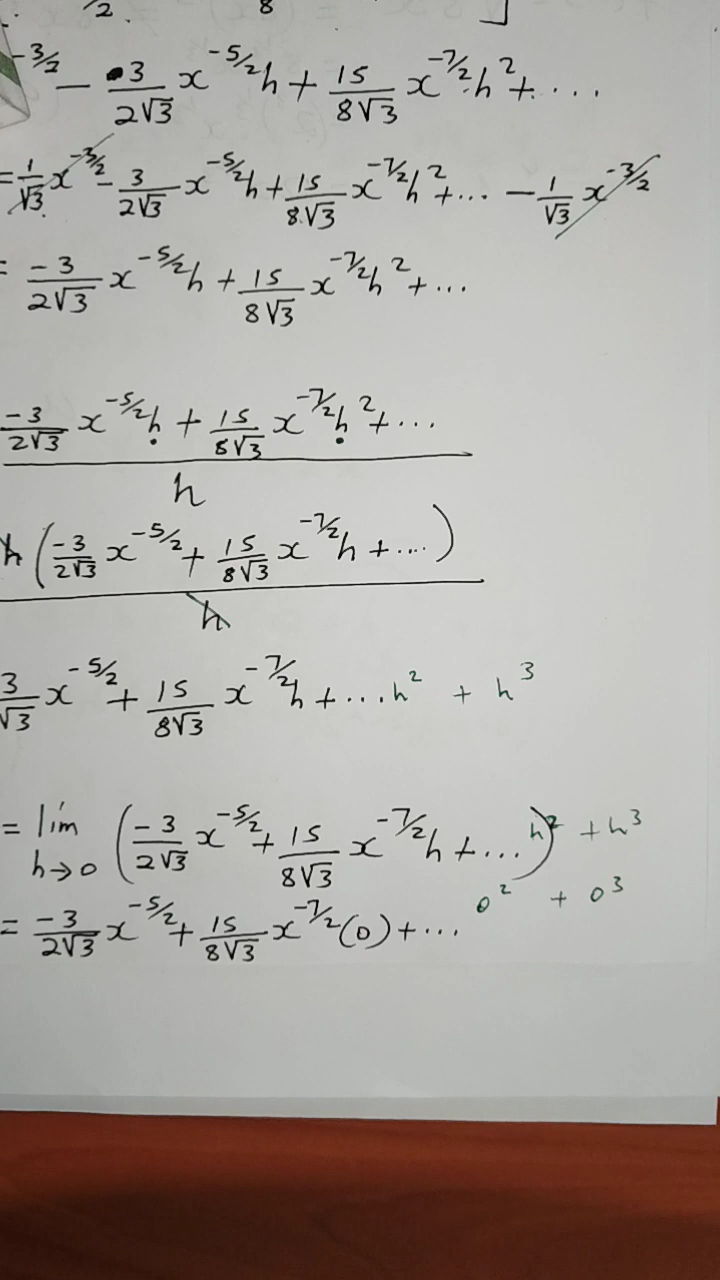 2. 8 ]
-3/2 - 3/2√3 x^-5/2 h + 15/8√3 x^-7/2 · h^2 + ...
= 1/√3 x^-3/2 - 3/2√3 x^-5/2 h + 15/8√3 x^-7/2 h^2 + ... - 1/√3 x^-3/2
= -3/2√3 x^-5/2 h + 15/8√3 x^-7/2 h^2 + ...
-3/2√3 x^-5/2 h + 15/8√3 x^-7/2 h^2 + ...
h
h (-3/2√3 x^-5/2 + 15/8√3 x^-7/2 h + ....)
h
3/√3 x^-5/2 + 15/8√3 x^-7/2 h + ... h^2 + h^3
= lim h→0 (-3/2√3 x^-5/2 + 15/8√3 x^-7/2 h + ... h^2) + h^3
0^2 + 0^3
= -3/2√3 x^-5/2 + 15/8√3 x^-7/2 (0) + ...